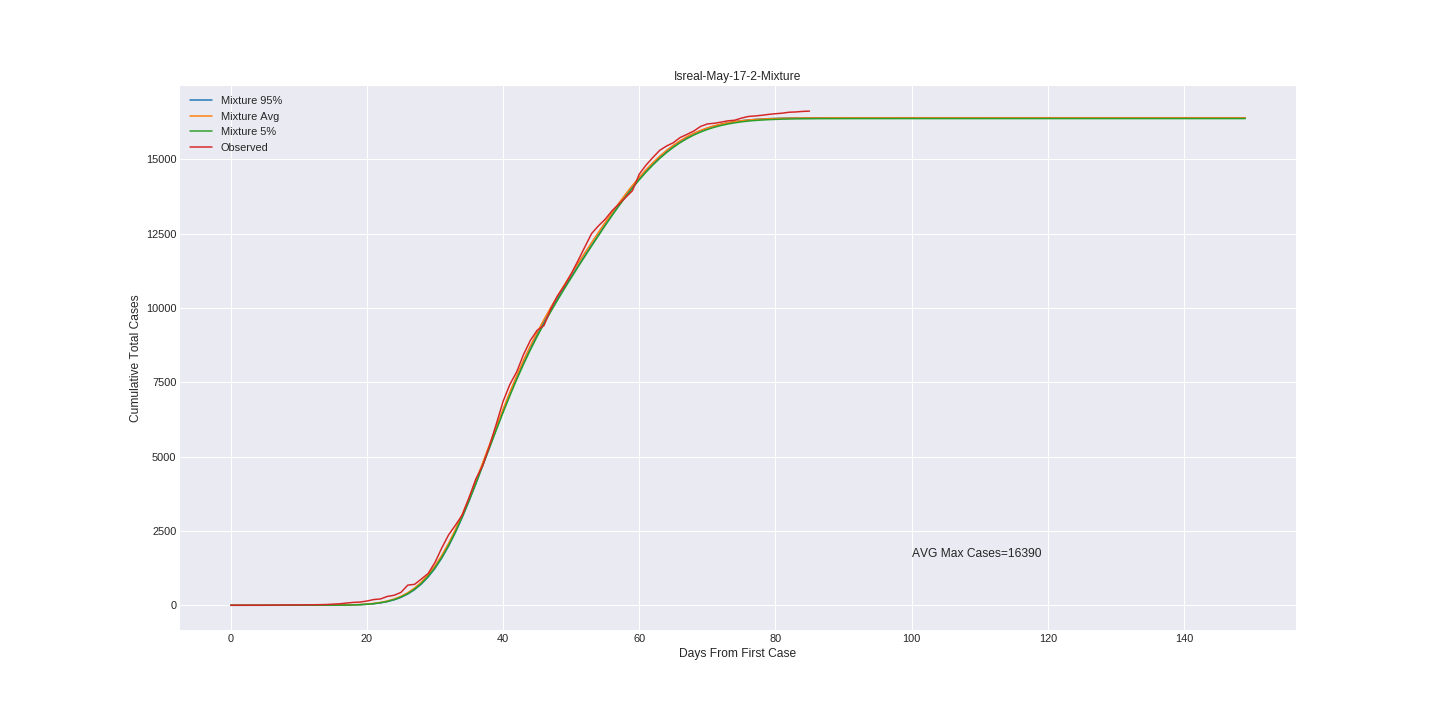 Isreal-May-17-2-Mixture
Mixture 95%
Mixture Avg
Mixture 5%
Observed
15000
12500
10000
7500
5000
2500
0
Cumulative Total Cases
AVG Max Cases=16390
0 20 40 60 80 100 120 140
Days From First Case